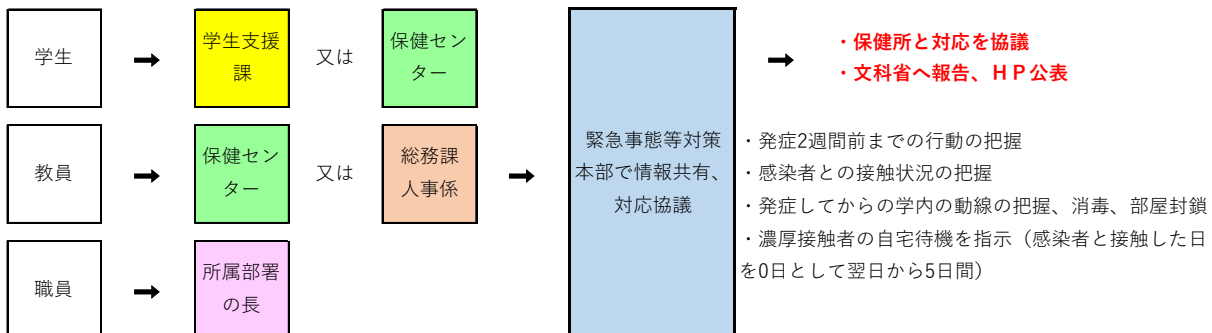 学生
学生支援
課
又は
保健セン
ター
教員
保健セン
ター
又は
総務課
人事係
職員
所属部署
の長
緊急事態等対策
本部で情報共有、
対応協議
・保健所と対応を協議
・文科省へ報告、ＨＰ公表
・発症2週間前までの行動の把握
・感染者との接触状況の把握
・発症してからの学内の動線の把握、消毒、部屋封鎖
・濃厚接触者の自宅待機を指示（感染者と接触した日
を0日として翌日から5日間）